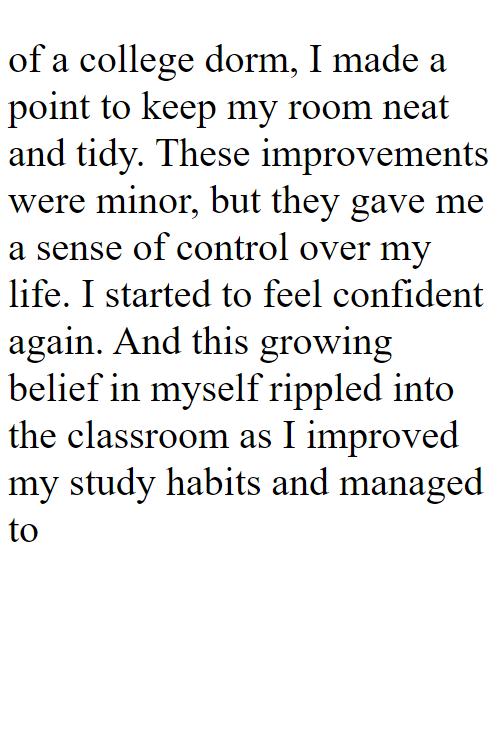 of a college dorm, I made a
point to keep my room neat
and tidy. These improvements
were minor, but they gave me
a sense of control over my
life. I started to feel confident
again. And this growing
belief in myself rippled into
the classroom as I improved
my study habits and managed
to